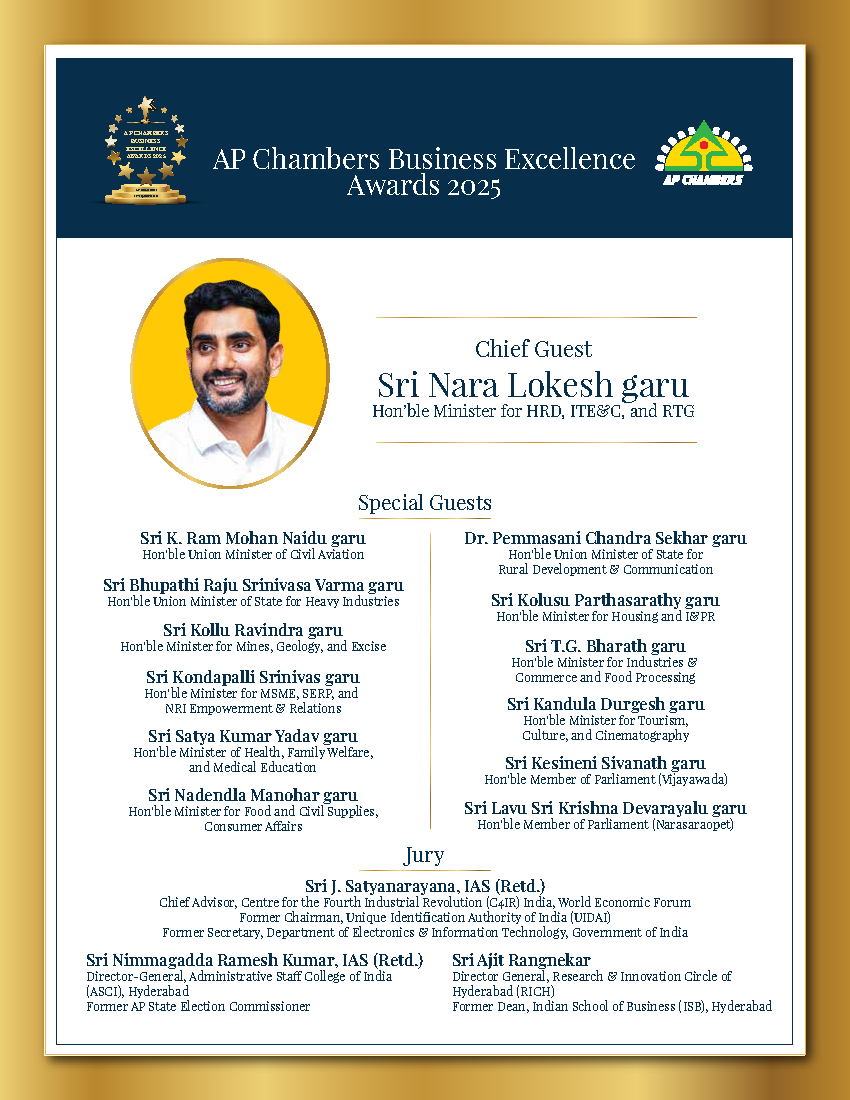 AP CHAMBERS
BUSINESS
EXCELLENCE
AWARDS 2025
AP Chambers Business Excellence
Awards 2025
AP CHAMBERS
Chief Guest
Sri Nara Lokesh garu
Hon'ble Minister for HRD, ITE&C, and RTG
Special Guests
Sri K. Ram Mohan Naidu garu
Hon'ble Union Minister of Civil Aviation
Sri Bhupathi Raju Srinivasa Varma garu
Hon'ble Union Minister of State for Heavy Industries
Sri Kollu Ravindra garu
Hon'ble Minister for Mines, Geology, and Excise
Sri Kondapalli Srinivas garu
Hon'ble Minister for MSME, SERP, and
NRI Empowerment & Relations
Sri Satya Kumar Yadav garu
Hon'ble Minister of Health, Family Welfare,
and Medical Education
Sri Nadendla Manohar garu
Hon'ble Minister for Food and Civil Supplies,
Consumer Affairs
Dr. Pemmasani Chandra Sekhar garu
Hon'ble Union Minister of State for
Rural Development & Communication
Sri Kolusu Parthasarathy garu
Hon'ble Minister for Housing and I&PR
Sri T.G. Bharath garu
Hon'ble Minister for Industries &
Commerce and Food Processing
Sri Kandula Durgesh garu
Hon'ble Minister for Tourism,
Culture, and Cinematography
Sri Kesineni Sivanath garu
Hon'ble Member of Parliament (Vijayawada)
Sri Lavu Sri Krishna Devarayalu garu
Hon'ble Member of Parliament (Narasaraopet)
Jury
Sri J. Satyanarayana, IAS (Retd.)
Chief Advisor, Centre for the Fourth Industrial Revolution (C4IR) India, World Economic Forum
Former Chairman, Unique Identification Authority of India (UIDAI)
Former Secretary, Department of Electronics & Information Technology, Government of India
Sri Nimmagadda Ramesh Kumar, IAS (Retd.)
Director-General, Administrative Staff College of India
(ASCI), Hyderabad
Former AP State Election Commissioner
Sri Ajit Rangnekar
Director General, Research & Innovation Circle of
Hyderabad (RICH)
Former Dean, Indian School of Business (ISB), Hyderabad